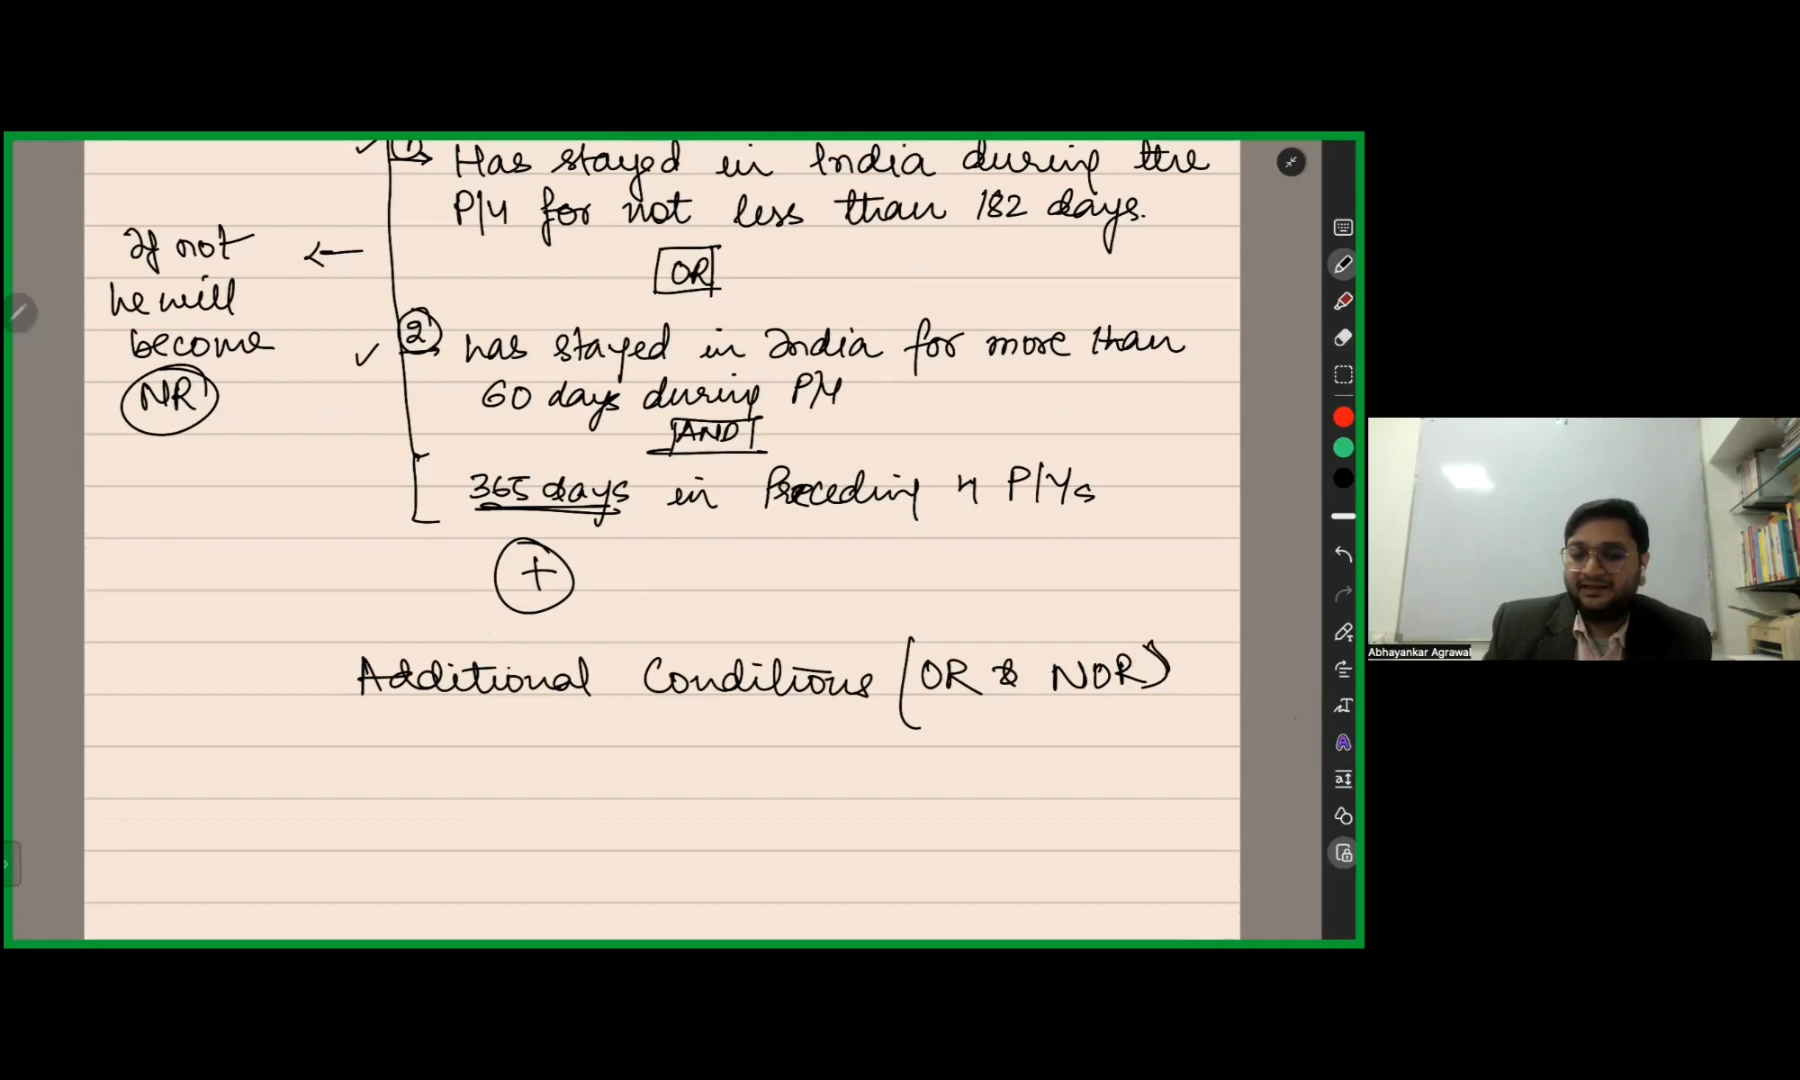 ① Has stayed in India during the
P/Y for not less than 182 days.
OR
If not
he will
become
NR
② has stayed in India for more than
60 days during P/Y
AND
365 days in Preceding 4 P/Ys
+
Additional Conditions (OR & NOR)
Abhayankar Agrawal